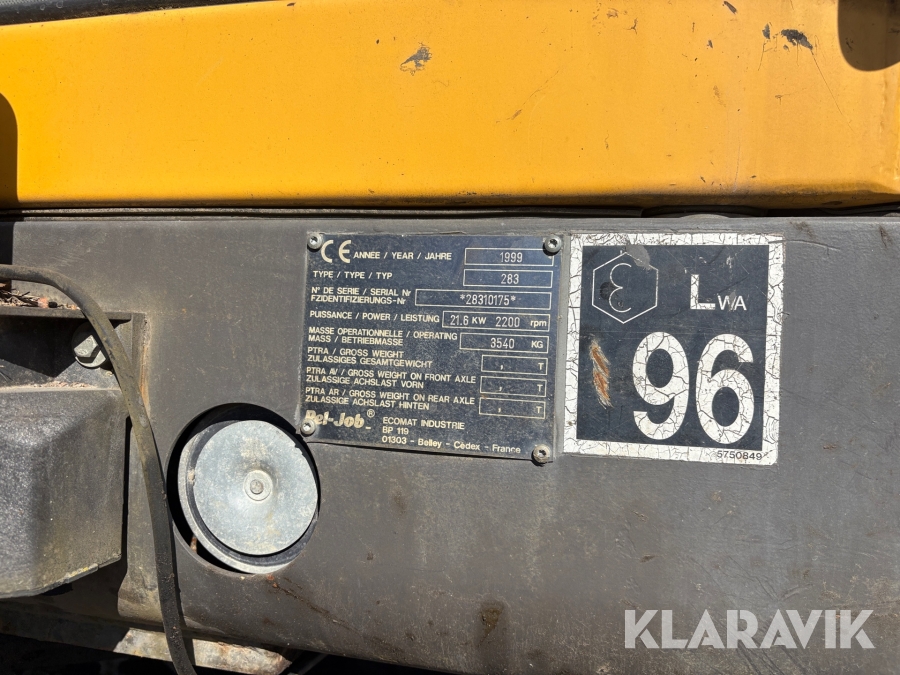 CE ANNÉE / YEAR / JAHRE 1999
TYPE / TYPE / TYP 283
N° DE SERIE / SERIAL Nr
FZIDENTIFIZIERUNGS-Nr *28310175*
PUISSANCE / POWER / LEISTUNG 21.6 KW 2200 rpm
MASSE OPERATIONNELLE / OPERATING
MASS / BETRIEBMASSE 3540 KG
PTRA / GROSS WEIGHT
ZULASSIGES GESAMTGEWICHT , T
PTRA AV / GROSS WEIGHT ON FRONT AXLE
ZULASSIGE ACHSLAST VORN , T
PTRA AR / GROSS WEIGHT ON REAR AXLE
ZULASSIGE ACHSLAST HINTEN , T
Pel-Job® ECOMAT INDUSTRIE
BP 119
01303 - Belley - Cedex - France
ε LWA
96
5750849
KLARAVIK